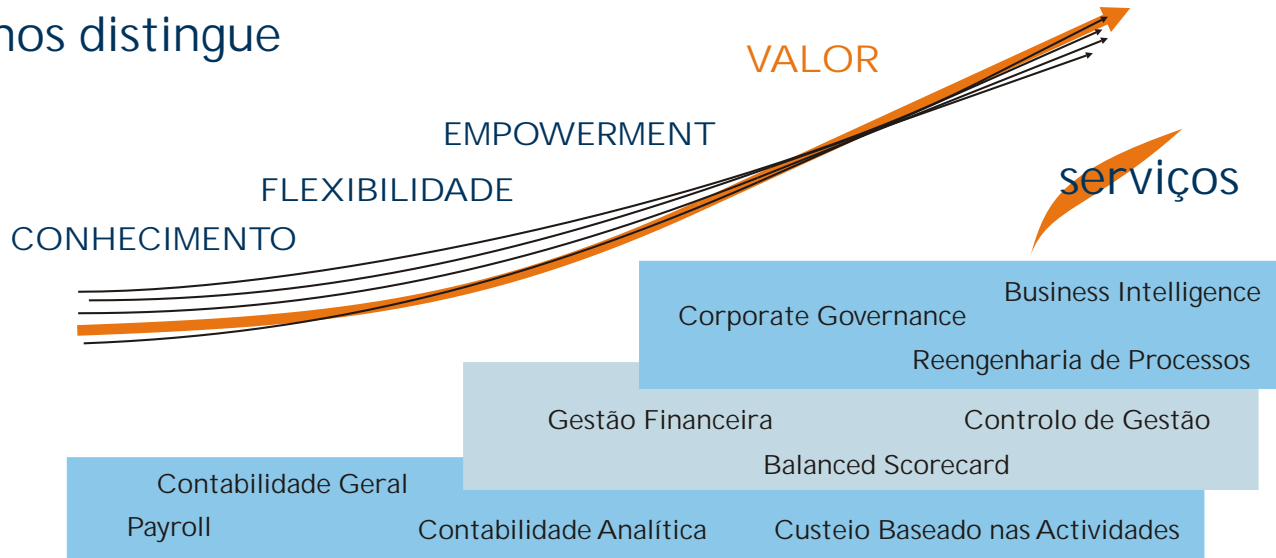 nos distingue
VALOR
EMPOWERMENT
FLEXIBILIDADE
CONHECIMENTO
serviços
Business Intelligence
Corporate Governance
Reengenharia de Processos
Gestão Financeira
Controlo de Gestão
Balanced Scorecard
Contabilidade Geral
Payroll
Contabilidade Analítica
Custeio Baseado nas Actividades